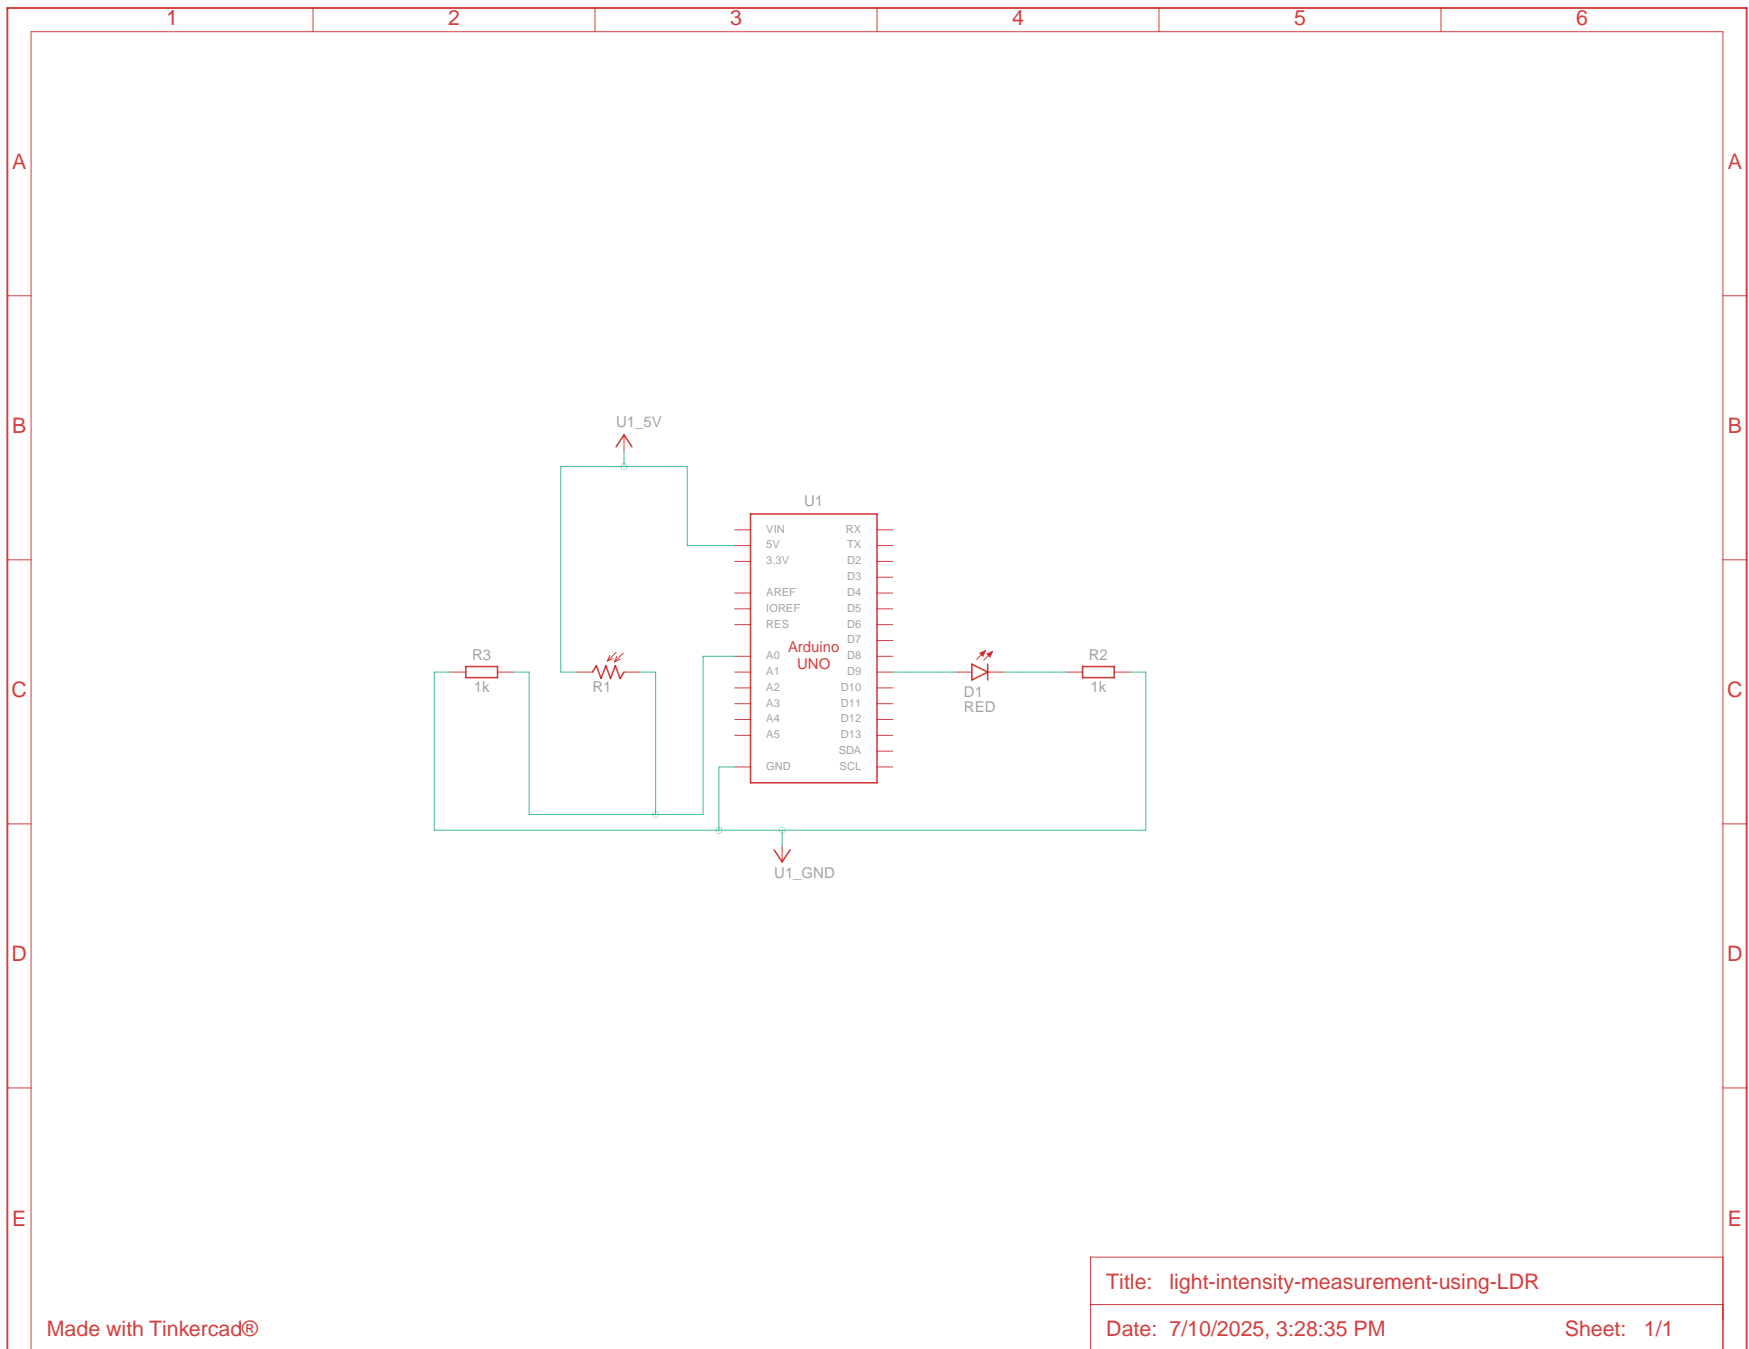 1 2 3 4 5 6
A A
B B
U1_5V
U1
VIN RX
5V TX
3.3V D2
D3
AREF D4
IOREF D5
RES D6
D7
A0 D8
A1 D9
A2 D10
A3 D11
A4 D12
A5 D13
SDA
GND SCL
Arduino
UNO
R3
1k
R1
D1
RED
R2
1k
C C
U1_GND
D D
E E
Title: light-intensity-measurement-using-LDR
Made with Tinkercad®
Date: 7/10/2025, 3:28:35 PM Sheet: 1/1